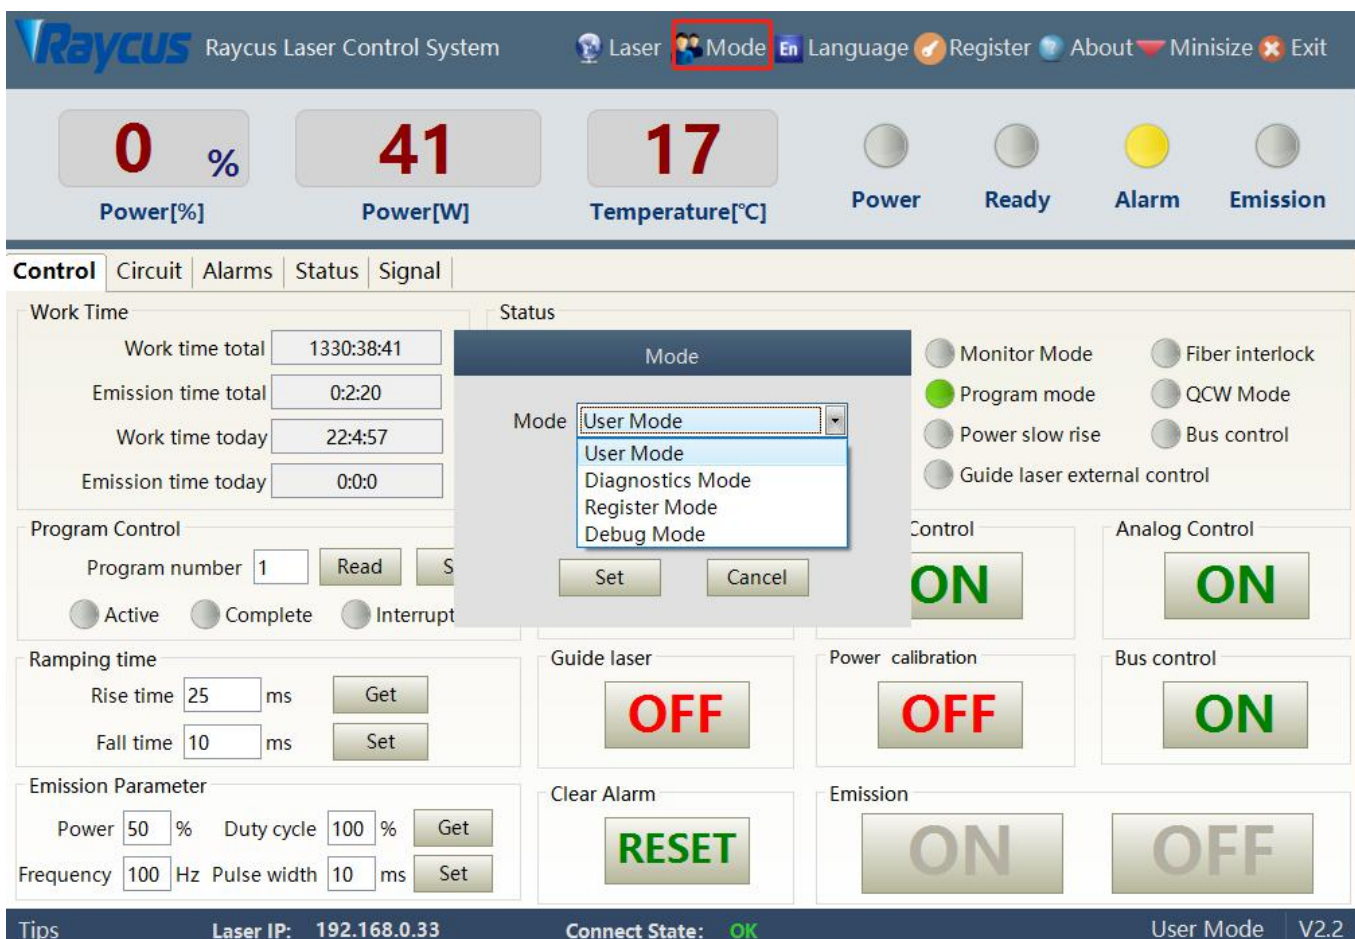 Raycus Raycus Laser Control System Laser Mode En Language Register About Minisize Exit
0 % 41 17
Power[%] Power[W] Temperature[℃] Power Ready Alarm Emission
Control Circuit Alarms Status Signal
Work Time Status
Work time total 1330:38:41
Emission time total 0:2:20
Work time today 22:4:57
Emission time today 0:0:0
Mode
Mode User Mode
User Mode
Diagnostics Mode
Register Mode
Debug Mode
Set Cancel
Monitor Mode Fiber interlock
Program mode QCW Mode
Power slow rise Bus control
Guide laser external control
Program Control
Program number 1 Read S
Active Complete Interrupt
Control Analog Control
ON ON
Ramping time
Rise time 25 ms Get
Fall time 10 ms Set
Guide laser Power calibration Bus control
OFF OFF ON
Emission Parameter
Power 50 % Duty cycle 100 % Get
Frequency 100 Hz Pulse width 10 ms Set
Clear Alarm Emission
RESET ON OFF
Tips Laser IP: 192.168.0.33 Connect State: OK User Mode V2.2